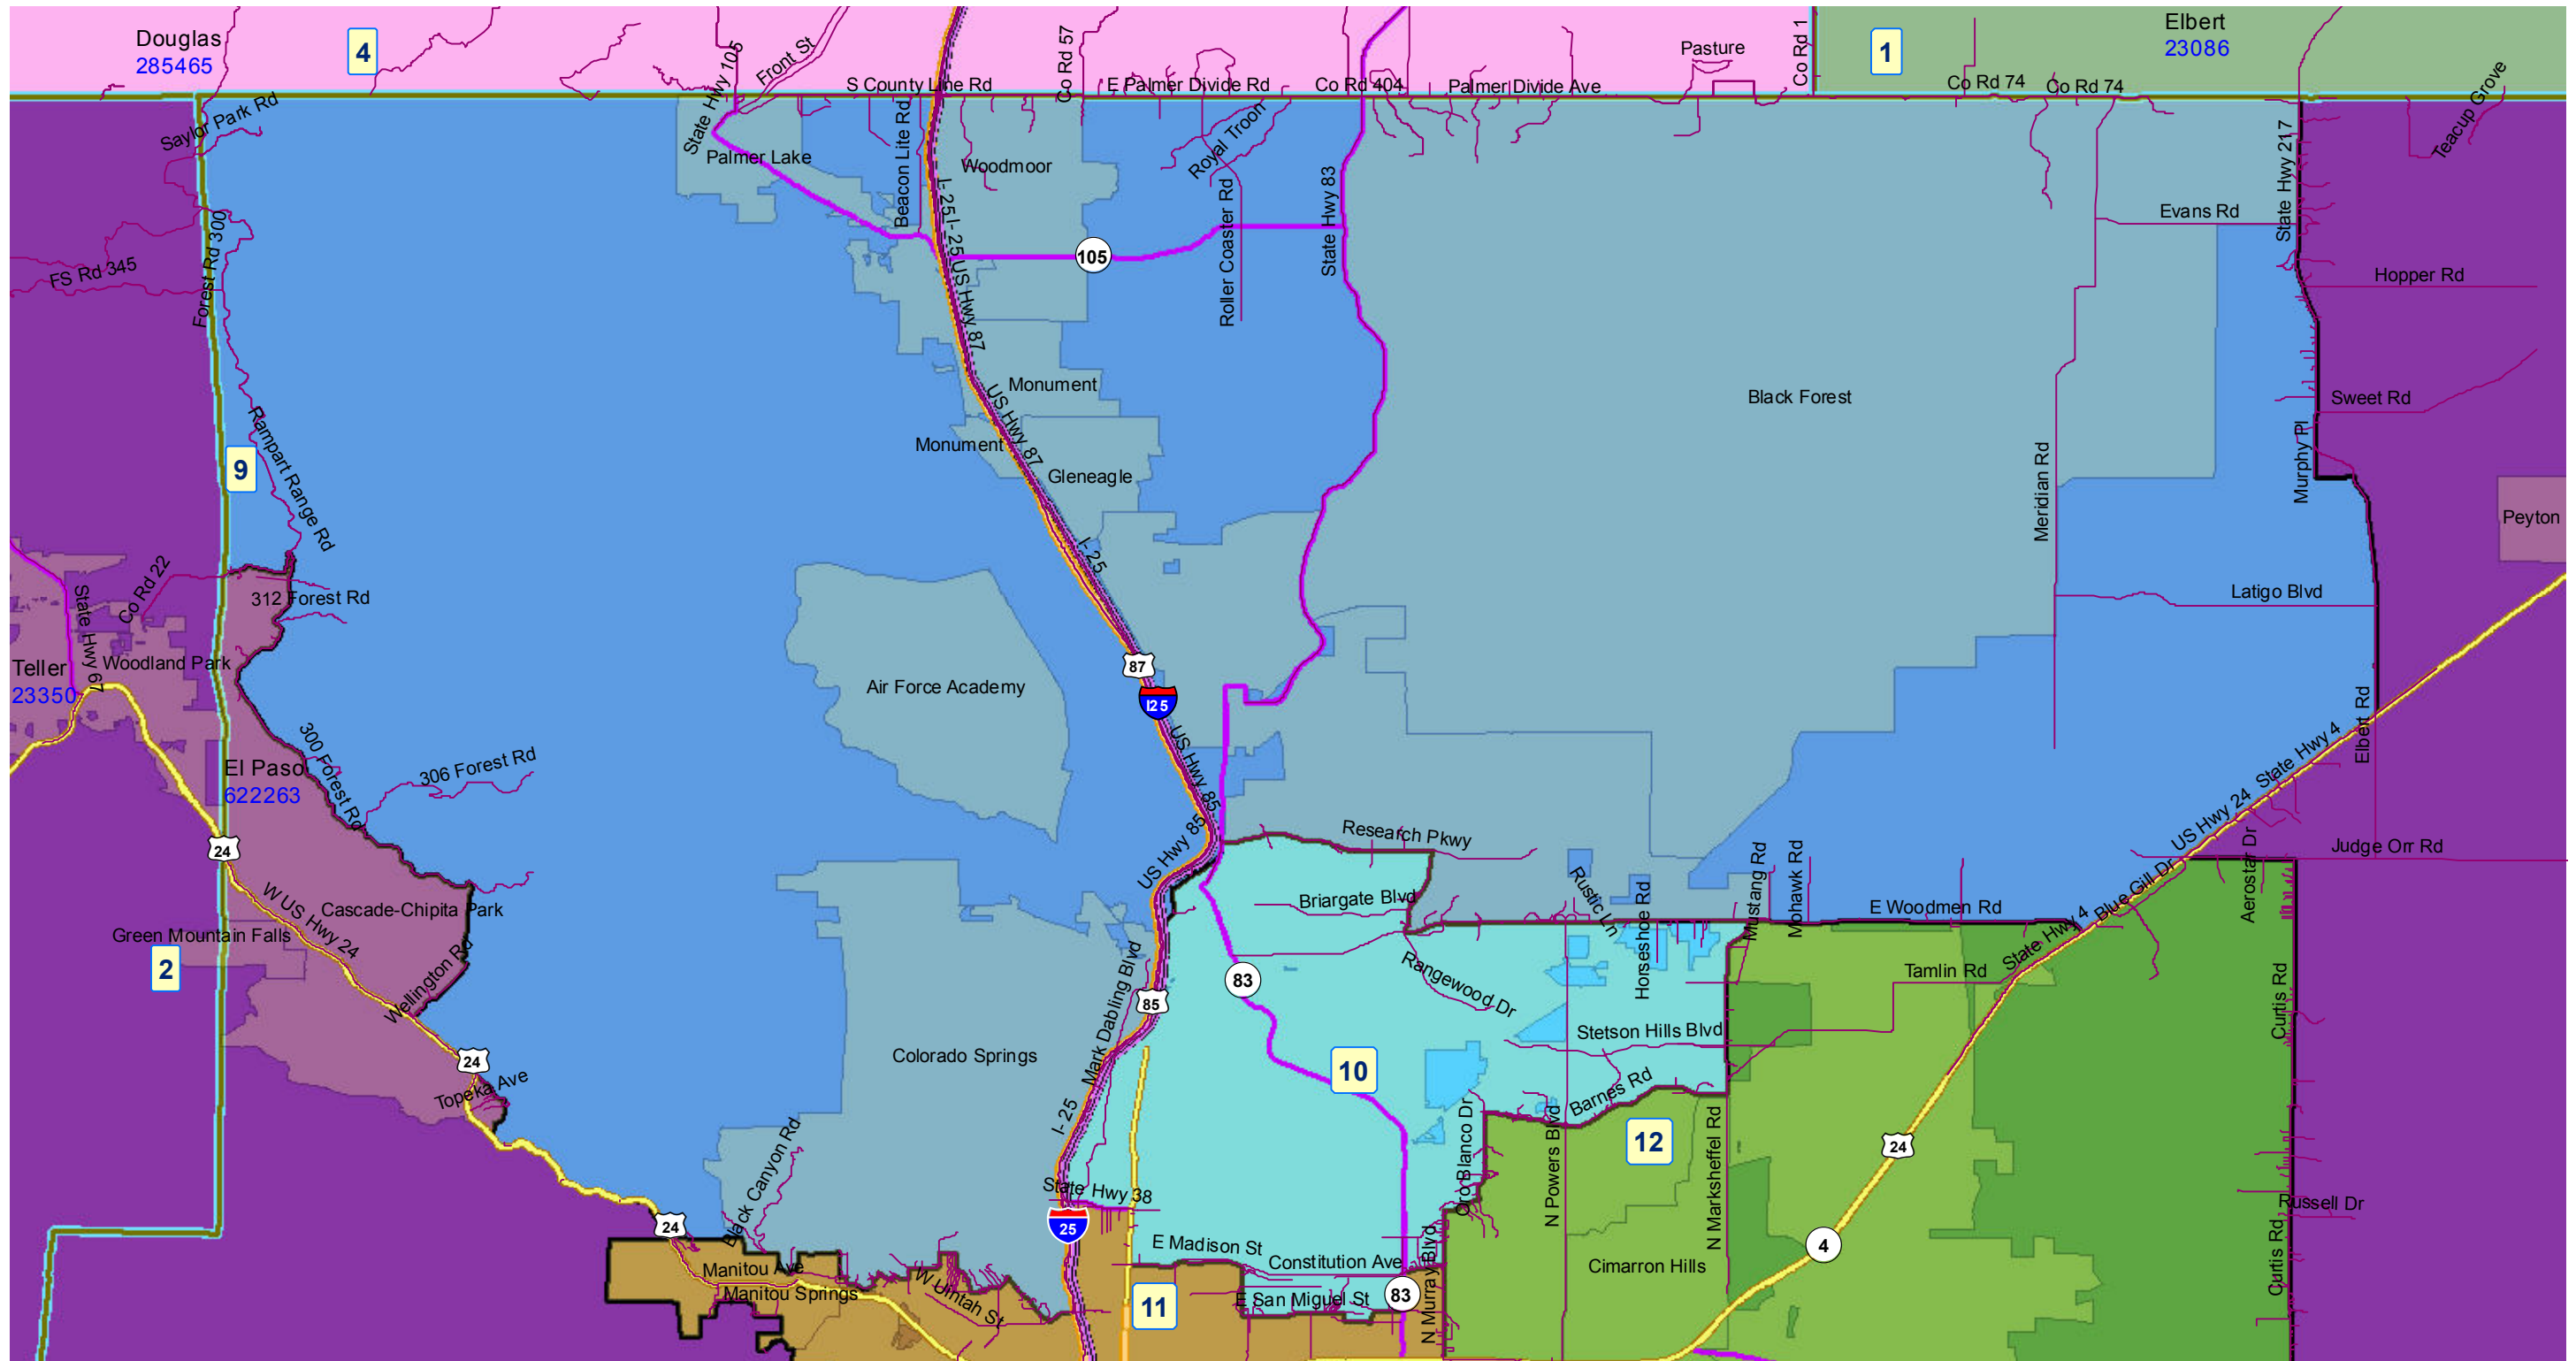 Douglas
285465
4
State Hwy 105
Front St
S County Line Rd
Co Rd 57
E Palmer Divide Rd
Co Rd 404
Palmer Divide Ave
Pasture
Co Rd 1
1
Elbert
23086
Co Rd 74
Co Rd 74
Teacup Grove
Saylor Park Rd
Palmer Lake
Beacon Lite Rd
Woodmoor
Royal Troon
State Hwy 83
State Hwy 217
Evans Rd
FS Rd 345
Forest Rd 300
I- 25
I- 25
US Hwy 87
105
Roller Coaster Rd
Hopper Rd
Monument
Black Forest
Sweet Rd
Rampart Range Rd
9
Monument
US Hwy 87
Gleneagle
Meridian Rd
Murphy Pl
Peyton
I- 25
Co Rd 22
State Hwy 67
312 Forest Rd
Latigo Blvd
Teller
23350
Woodland Park
87
Air Force Academy
I25
El Paso
622263
300 Forest Rd
306 Forest Rd
US Hwy 85
US Hwy 85
Elbert Rd
State Hwy 4
US Hwy 24
24
Research Pkwy
Judge Orr Rd
Aerostar Dr
Blue Gill Dr
W US Hwy 24
Cascade-Chipita Park
Green Mountain Falls
Briargate Blvd
Rustic Ln
Horseshoe Rd
Mustang Rd
Mohawk Rd
E Woodmen Rd
State Hwy 4
2
Wellington Rd
Mark Dabling Blvd
83
Rangewood Dr
Tamlin Rd
Curtis Rd
85
Stetson Hills Blvd
24
Colorado Springs
10
Topeka Ave
Barnes Rd
I- 25
Oro Blanco Dr
N Powers Blvd
12
N Marksheffel Rd
24
Black Canyon Rd
State Hwy 38
Russell Dr
24
25
E Madison St
Constitution Ave
N Murray Blvd
4
Cimarron Hills
Curtis Rd
Manitou Ave
Manitou Springs
W Uintah St
11
E San Miguel St
83